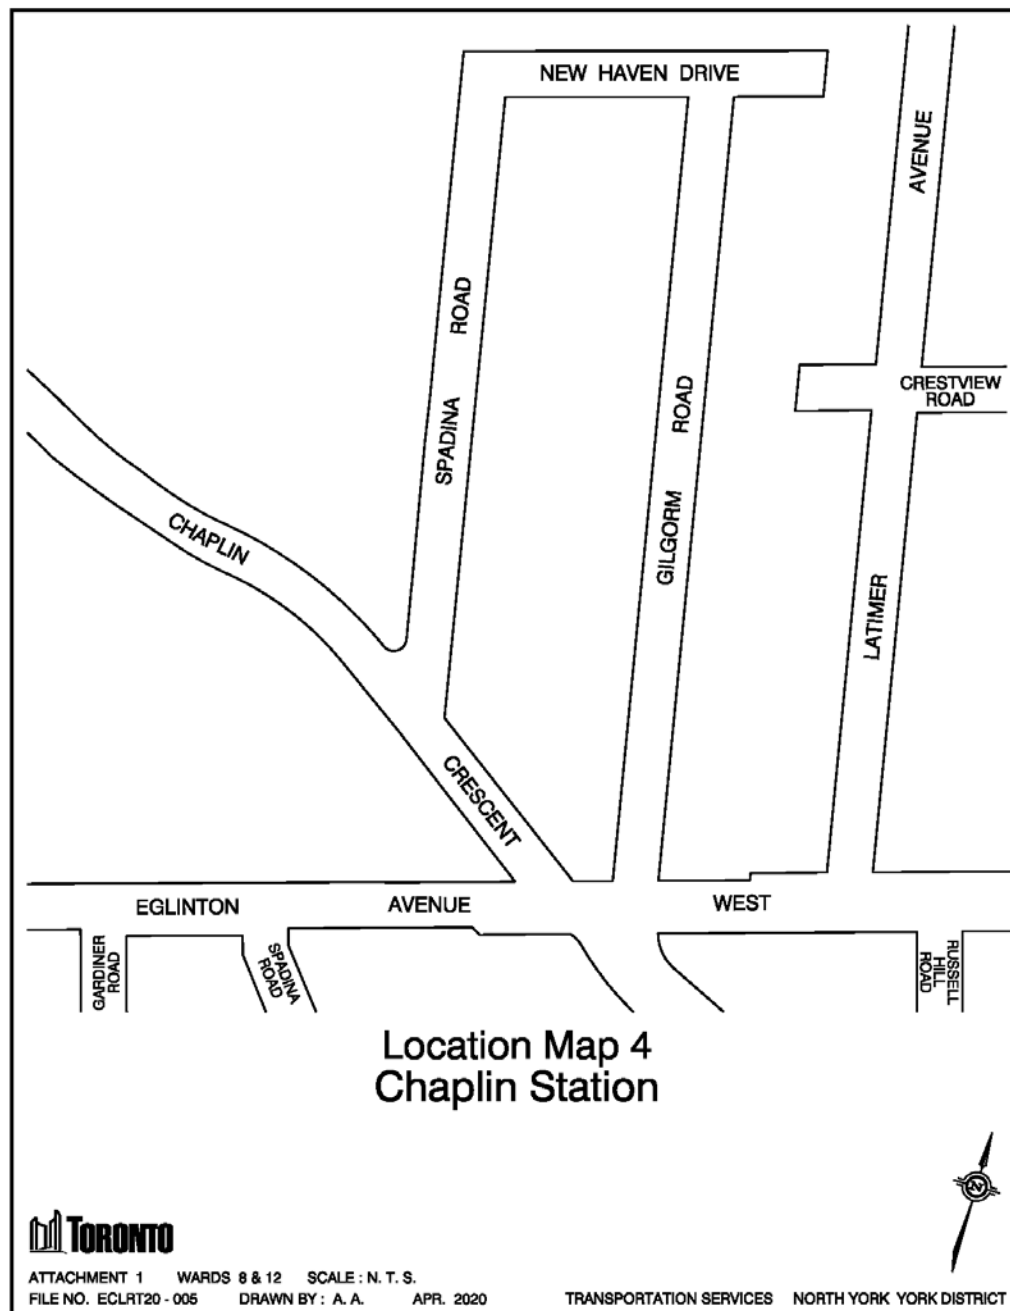 NEW HAVEN DRIVE
AVENUE
SPADINA ROAD
GILGORM ROAD
CRESTVIEW
ROAD
CHAPLIN
LATIMER
CRESCENT
EGLINTON AVENUE WEST
GARDINER
ROAD
SPADINA
ROAD
RUSSELL
HILL
ROAD
Location Map 4
Chaplin Station
N
TORONTO
ATTACHMENT 1 WARDS 8 & 12 SCALE : N. T. S.
FILE NO. ECLRT20 - 005 DRAWN BY : A. A. APR. 2020 TRANSPORTATION SERVICES NORTH YORK YORK DISTRICT